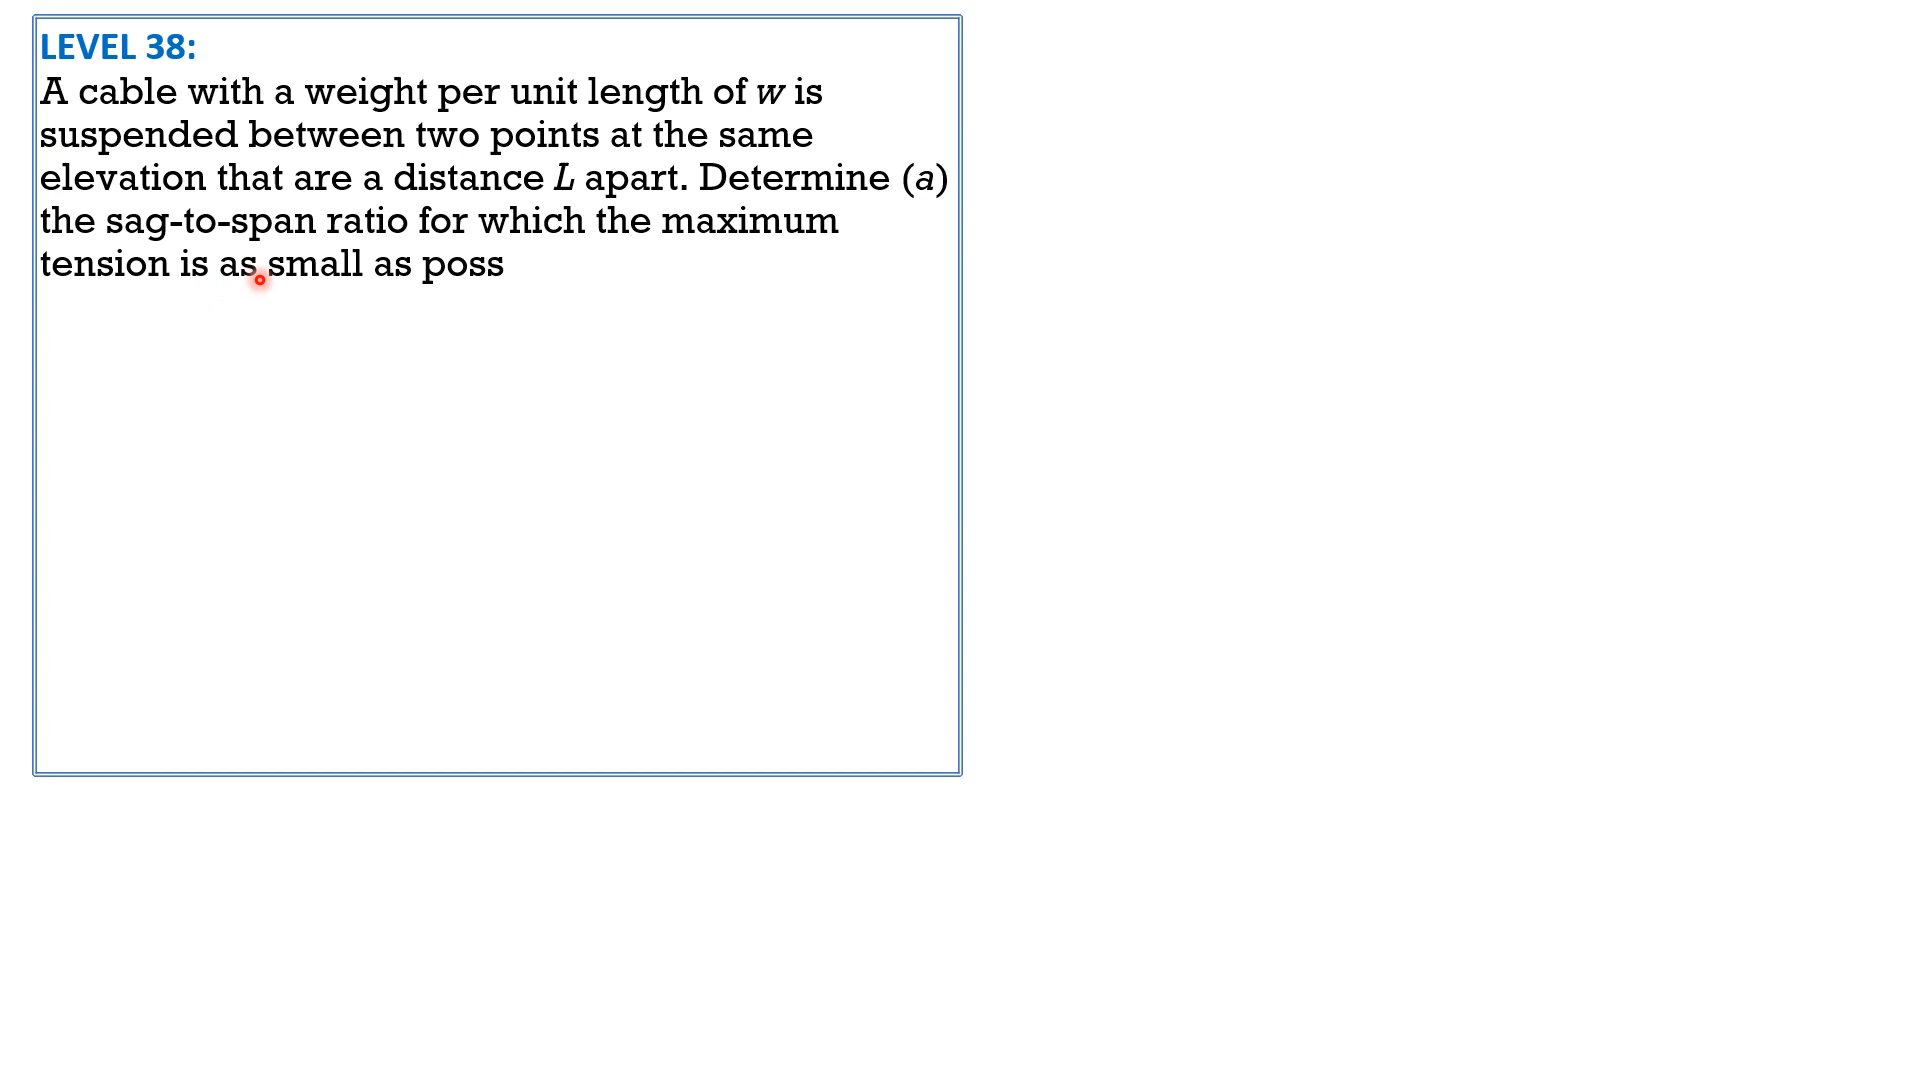 LEVEL 38:
A cable with a weight per unit length of w is
suspended between two points at the same
elevation that are a distance L apart. Determine (a)
the sag-to-span ratio for which the maximum
tension is as small as poss